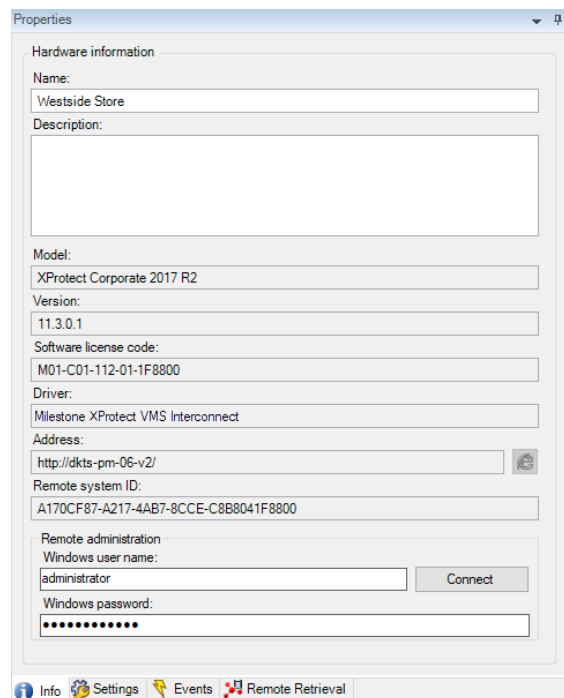 Properties
Hardware information
Name:
Westside Store
Description:
Model:
XProtect Corporate 2017 R2
Version:
11.3.0.1
Software license code:
M01-C01-112-01-1F8800
Driver:
Milestone XProtect VMS Interconnect
Address:
http://dkts-pm-06-v2/
Remote system ID:
A170CF87-A217-4AB7-8CCE-C8B8041F8800
Remote administration
Windows user name:
administrator Connect
Windows password:
●●●●●●●●●●●●
Info Settings Events Remote Retrieval